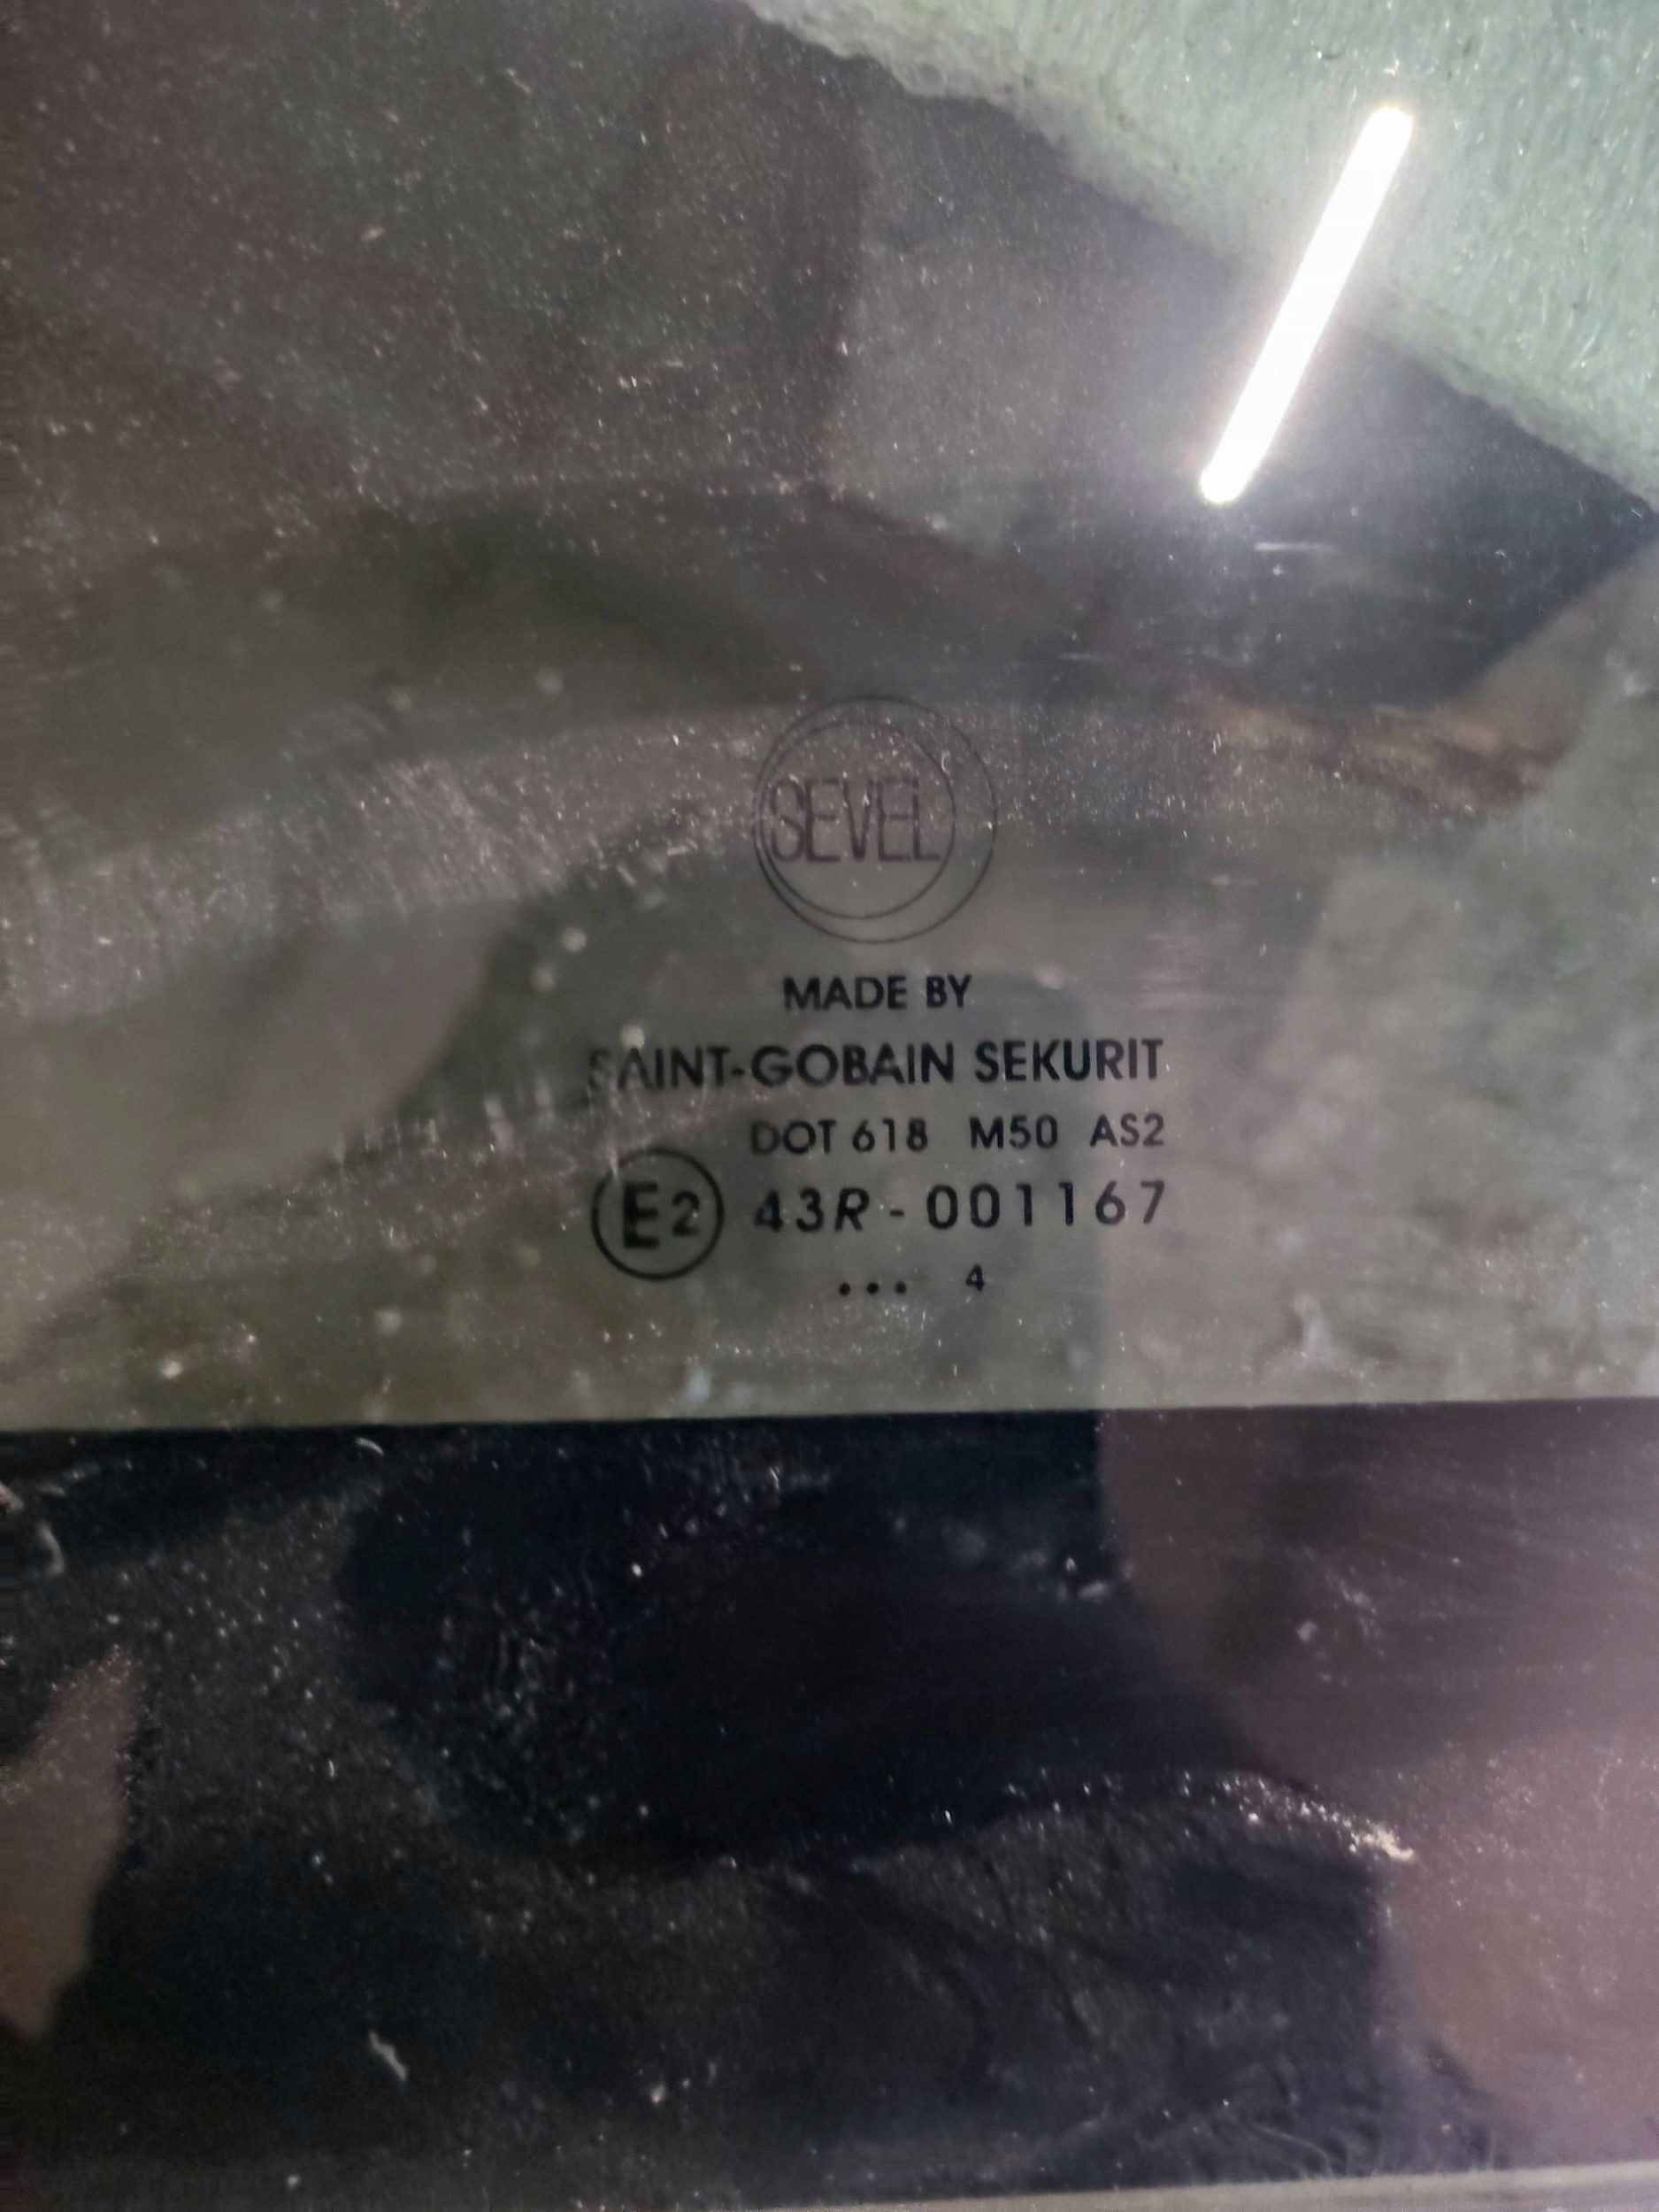 SEVEL
MADE BY
SAINT-GOBAIN SEKURIT
DOT 618 M50 AS2
E2 43R-001167
... 4